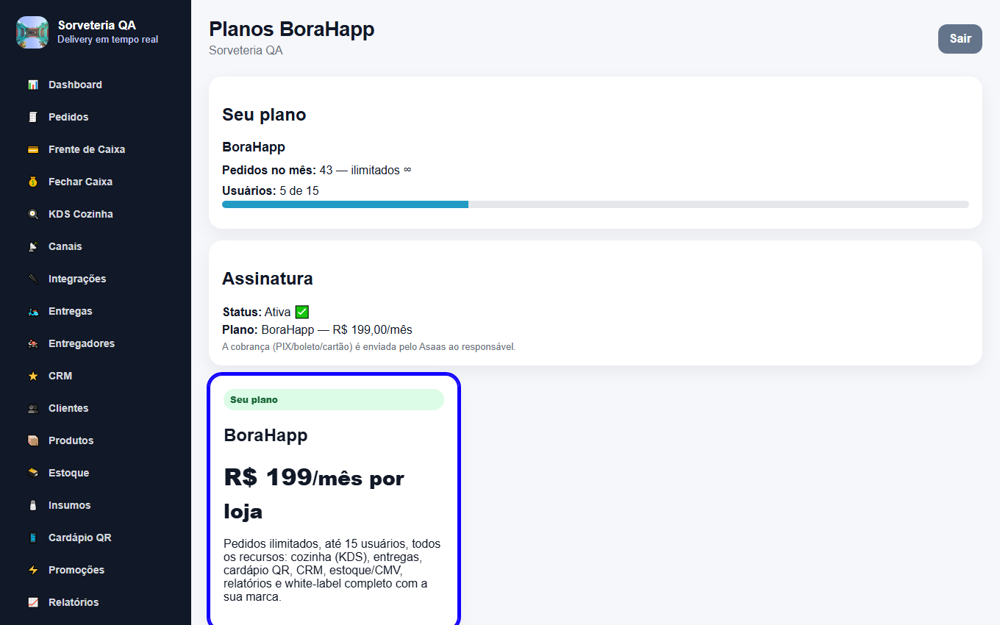 Sorveteria QA
Delivery em tempo real
Dashboard
Pedidos
Frente de Caixa
Fechar Caixa
KDS Cozinha
Canais
Integrações
Entregas
Entregadores
CRM
Clientes
Produtos
Estoque
Insumos
Cardápio QR
Promoções
Relatórios
Planos BoraHapp
Sorveteria QA
Sair
Seu plano
BoraHapp
Pedidos no mês: 43 — ilimitados ∞
Usuários: 5 de 15
Assinatura
Status: Ativa ✅
Plano: BoraHapp — R$ 199,00/mês
A cobrança (PIX/boleto/cartão) é enviada pelo Asaas ao responsável.
Seu plano
BoraHapp
R$ 199/mês por
loja
Pedidos ilimitados, até 15 usuários, todos
os recursos: cozinha (KDS), entregas,
cardápio QR, CRM, estoque/CMV,
relatórios e white-label completo com a
sua marca.